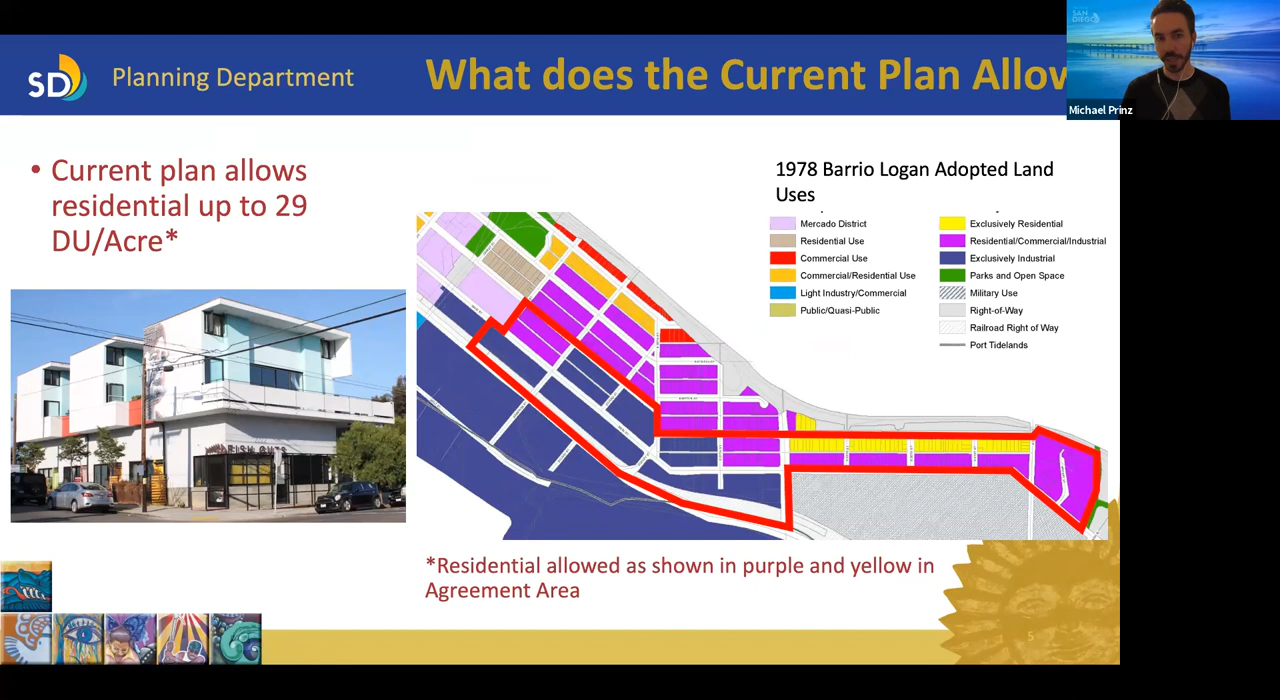 SD
Planning Department
What does the Current Plan Allow
SAN DIEGO
Michael Prinz
• Current plan allows
residential up to 29
DU/Acre*
1978 Barrio Logan Adopted Land
Uses
Mercado District
Residential Use
Commercial Use
Commercial/Residential Use
Light Industry/Commercial
Public/Quasi-Public
Exclusively Residential
Residential/Commercial/Industrial
Exclusively Industrial
Parks and Open Space
Military Use
Right-of-Way
Railroad Right of Way
Port Tidelands
*Residential allowed as shown in purple and yellow in
Agreement Area
5